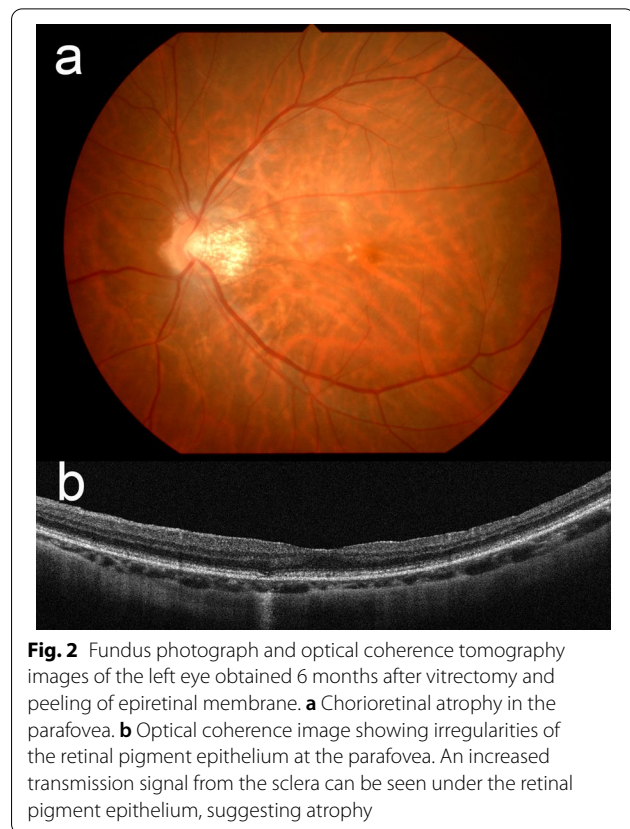 a
b
Fig. 2 Fundus photograph and optical coherence tomography
images of the left eye obtained 6 months after vitrectomy and
peeling of epiretinal membrane. a Chorioretinal atrophy in the
parafovea. b Optical coherence image showing irregularities of
the retinal pigment epithelium at the parafovea. An increased
transmission signal from the sclera can be seen under the retinal
pigment epithelium, suggesting atrophy